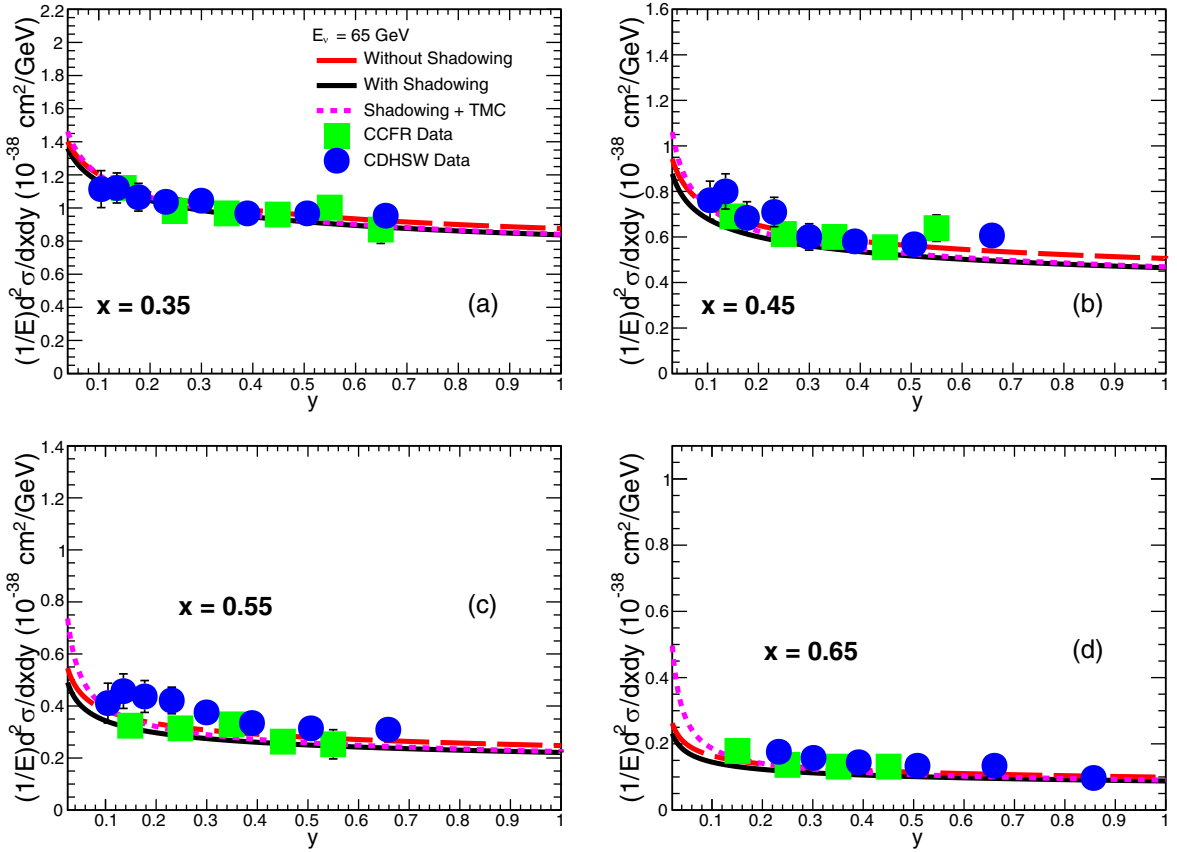 (1/E)d² σ/dxdy (10⁻³⁸ cm²/GeV)
2.2
2
1.8
1.6
1.4
1.2
1
0.8
0.6
0.4
0.2
0
E_ν = 65 GeV
Without Shadowing
With Shadowing
Shadowing + TMC
CCFR Data
CDHSW Data
x = 0.35
(a)
0.1 0.2 0.3 0.4 0.5 0.6 0.7 0.8 0.9 1
y
(1/E)d² σ/dxdy (10⁻³⁸ cm²/GeV)
1.6
1.4
1.2
1
0.8
0.6
0.4
0.2
0
x = 0.45
(b)
0.1 0.2 0.3 0.4 0.5 0.6 0.7 0.8 0.9 1
y
(1/E)d² σ/dxdy (10⁻³⁸ cm²/GeV)
1.4
1.2
1
0.8
0.6
0.4
0.2
0
x = 0.55
(c)
0.1 0.2 0.3 0.4 0.5 0.6 0.7 0.8 0.9 1
y
(1/E)d² σ/dxdy (10⁻³⁸ cm²/GeV)
1
0.8
0.6
0.4
0.2
0
x = 0.65
(d)
0.1 0.2 0.3 0.4 0.5 0.6 0.7 0.8 0.9 1
y